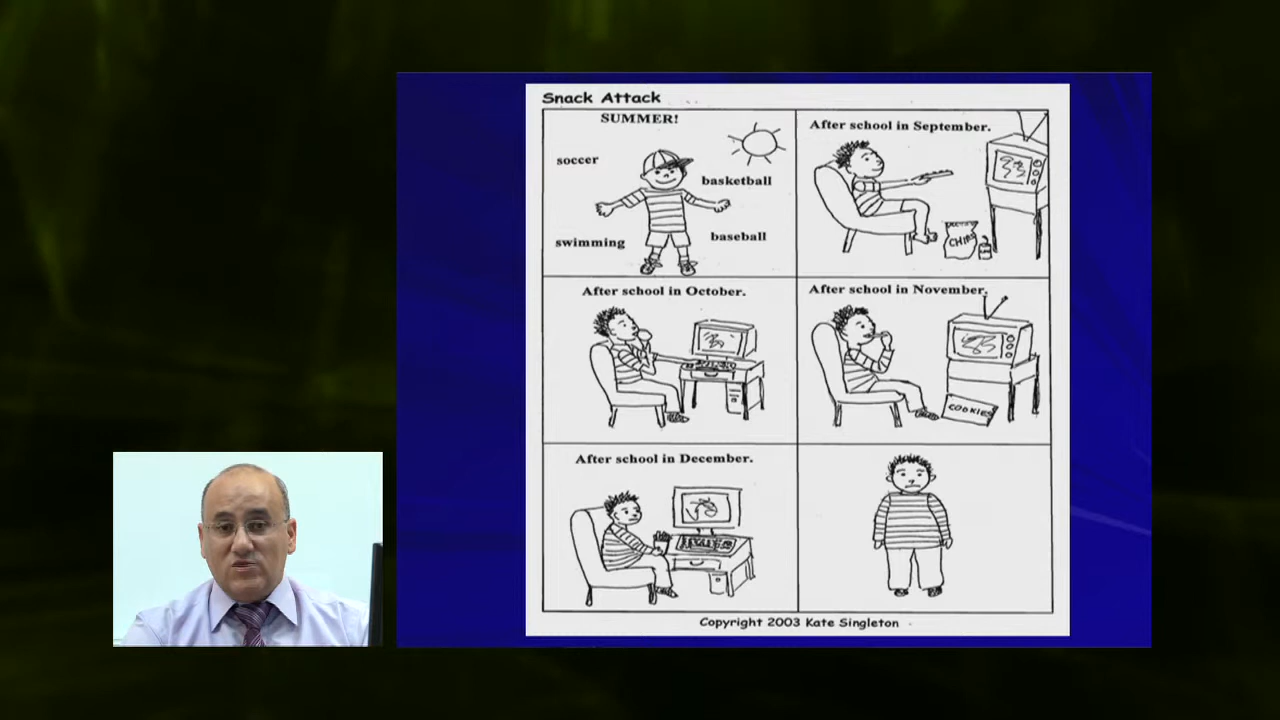 Snack Attack
SUMMER!
soccer
basketball
swimming
baseball
After school in September.
CHIPS
After school in October.
After school in November.
COOKIES
After school in December.
Copyright 2003 Kate Singleton